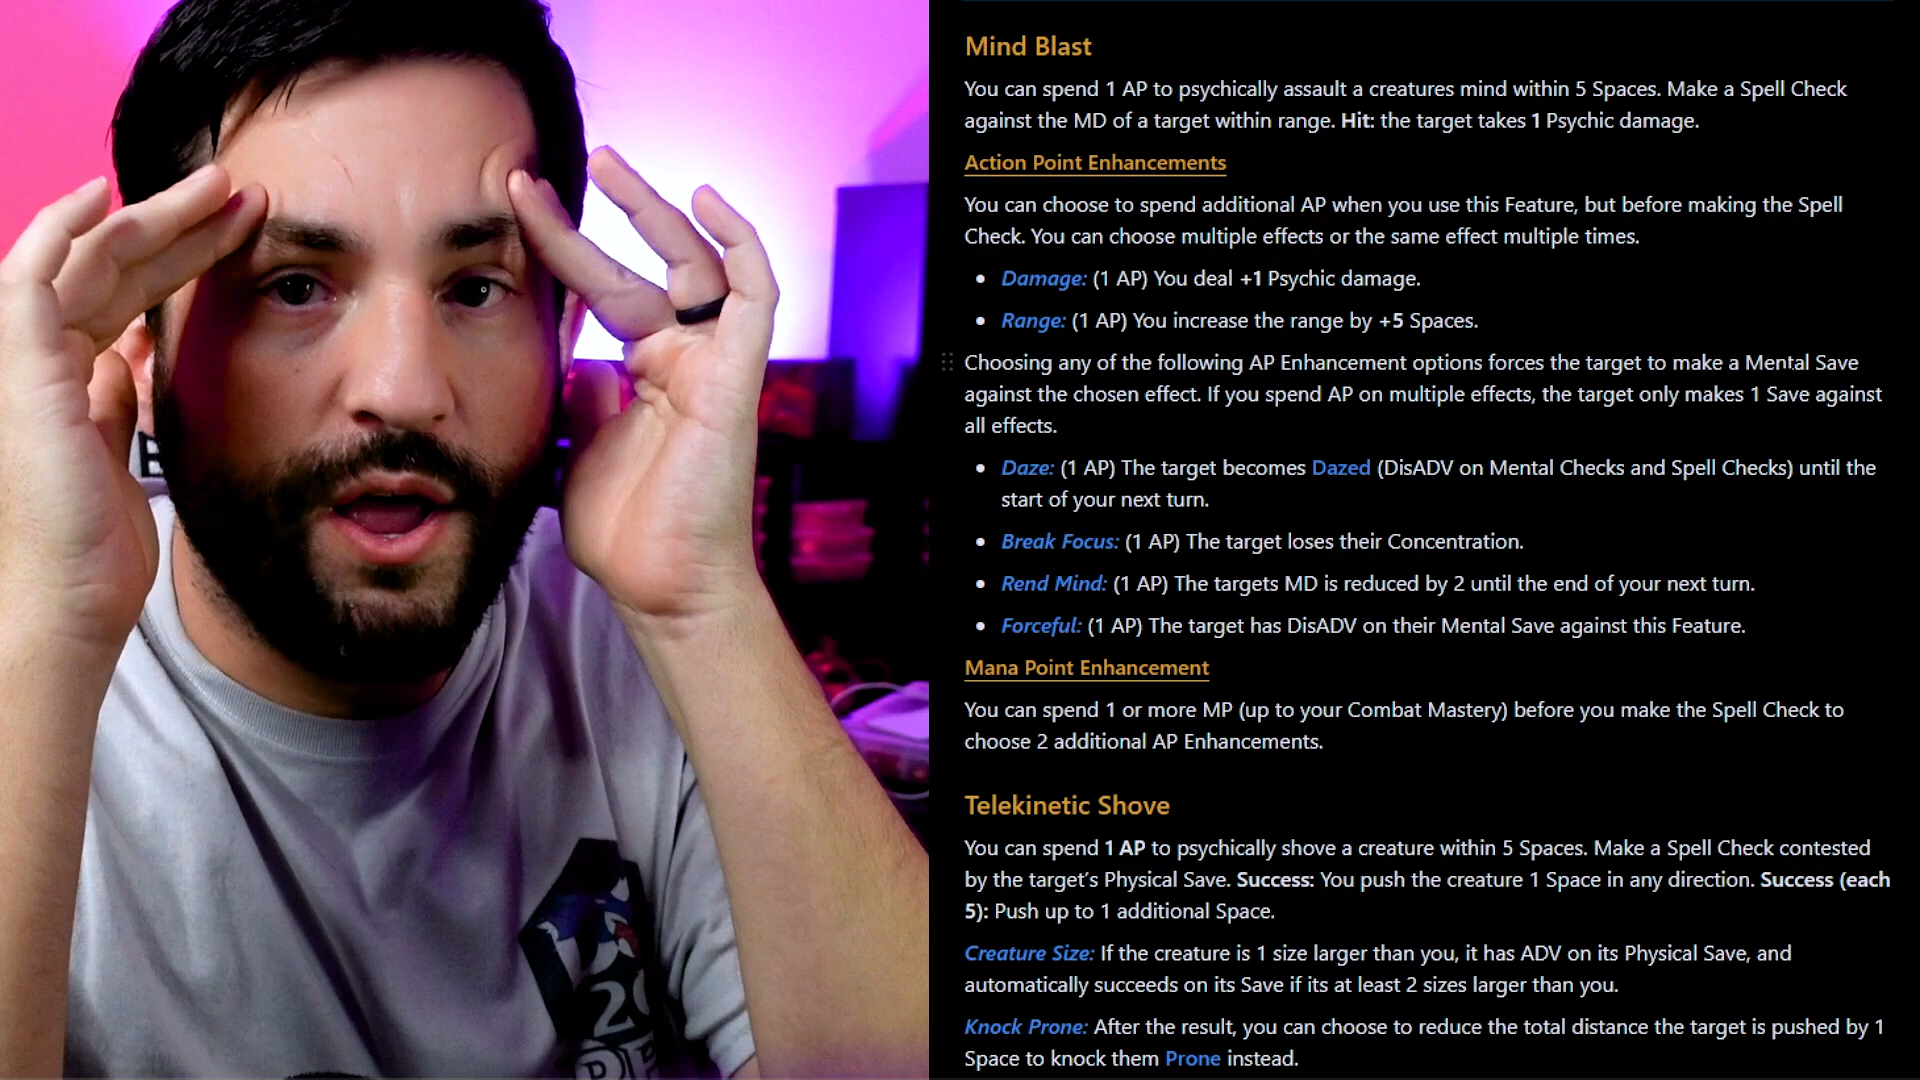 Mind Blast
You can spend 1 AP to psychically assault a creatures mind within 5 Spaces. Make a Spell Check
against the MD of a target within range. Hit: the target takes 1 Psychic damage.
Action Point Enhancements
You can choose to spend additional AP when you use this Feature, but before making the Spell
Check. You can choose multiple effects or the same effect multiple times.
• Damage: (1 AP) You deal +1 Psychic damage.
• Range: (1 AP) You increase the range by +5 Spaces.
Choosing any of the following AP Enhancement options forces the target to make a Mental Save
against the chosen effect. If you spend AP on multiple effects, the target only makes 1 Save against
all effects.
• Daze: (1 AP) The target becomes Dazed (DisADV on Mental Checks and Spell Checks) until the
start of your next turn.
• Break Focus: (1 AP) The target loses their Concentration.
• Rend Mind: (1 AP) The targets MD is reduced by 2 until the end of your next turn.
• Forceful: (1 AP) The target has DisADV on their Mental Save against this Feature.
Mana Point Enhancement
You can spend 1 or more MP (up to your Combat Mastery) before you make the Spell Check to
choose 2 additional AP Enhancements.
Telekinetic Shove
You can spend 1 AP to psychically shove a creature within 5 Spaces. Make a Spell Check contested
by the target's Physical Save. Success: You push the creature 1 Space in any direction. Success (each
5): Push up to 1 additional Space.
Creature Size: If the creature is 1 size larger than you, it has ADV on its Physical Save, and
automatically succeeds on its Save if its at least 2 sizes larger than you.
Knock Prone: After the result, you can choose to reduce the total distance the target is pushed by 1
Space to knock them Prone instead.